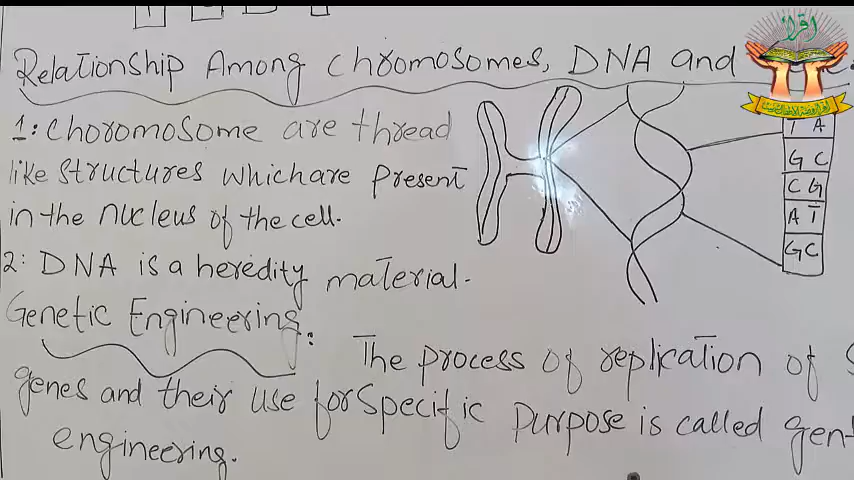 Relationship Among Chromosomes, DNA and
1: Choromosome are thread
like structures which are present
in the nucleus of the cell.
2: DNA is a heredity material.
Genetic Engineering:
The process of replication of
genes and their use for specific purpose is called gen
engineering.
T A
G C
C G
A T
G C
اقرأ